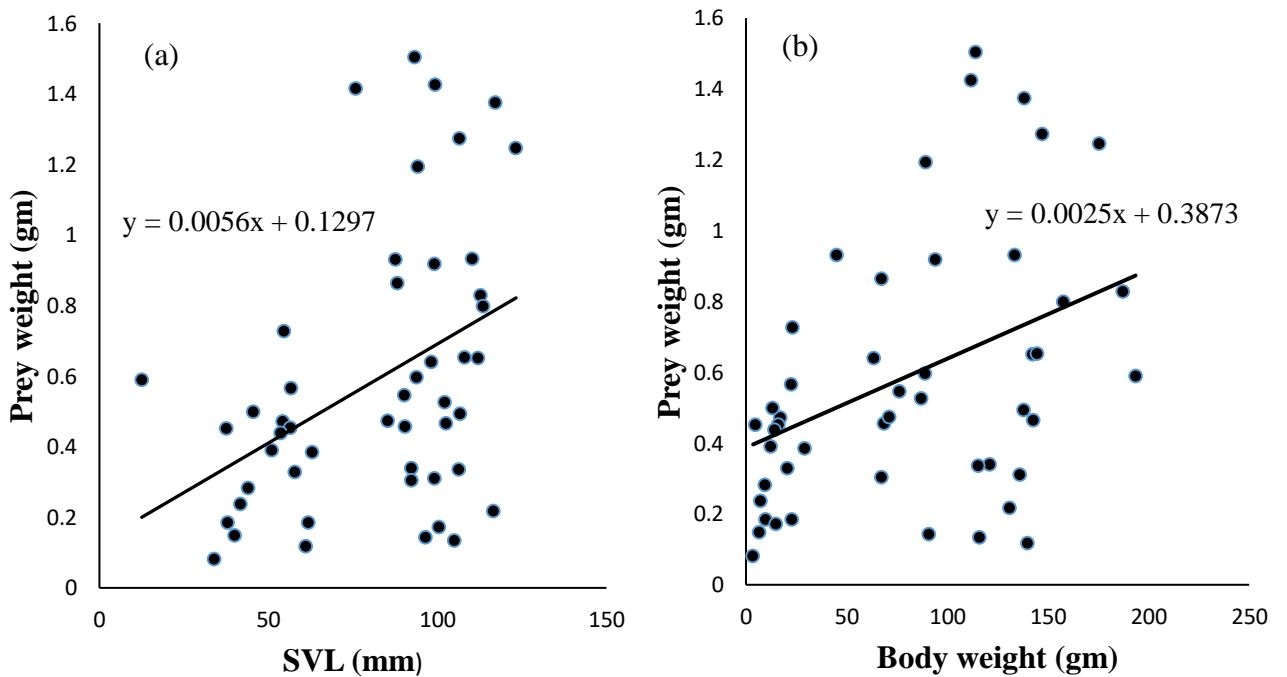 (a)
Prey weight (gm)
1.6
1.4
1.2
1
0.8
0.6
0.4
0.2
0
y = 0.0056x + 0.1297
0 50 100 150
SVL (mm)
(b)
Prey weight (gm)
1.6
1.4
1.2
1
0.8
0.6
0.4
0.2
0
y = 0.0025x + 0.3873
0 50 100 150 200 250
Body weight (gm)